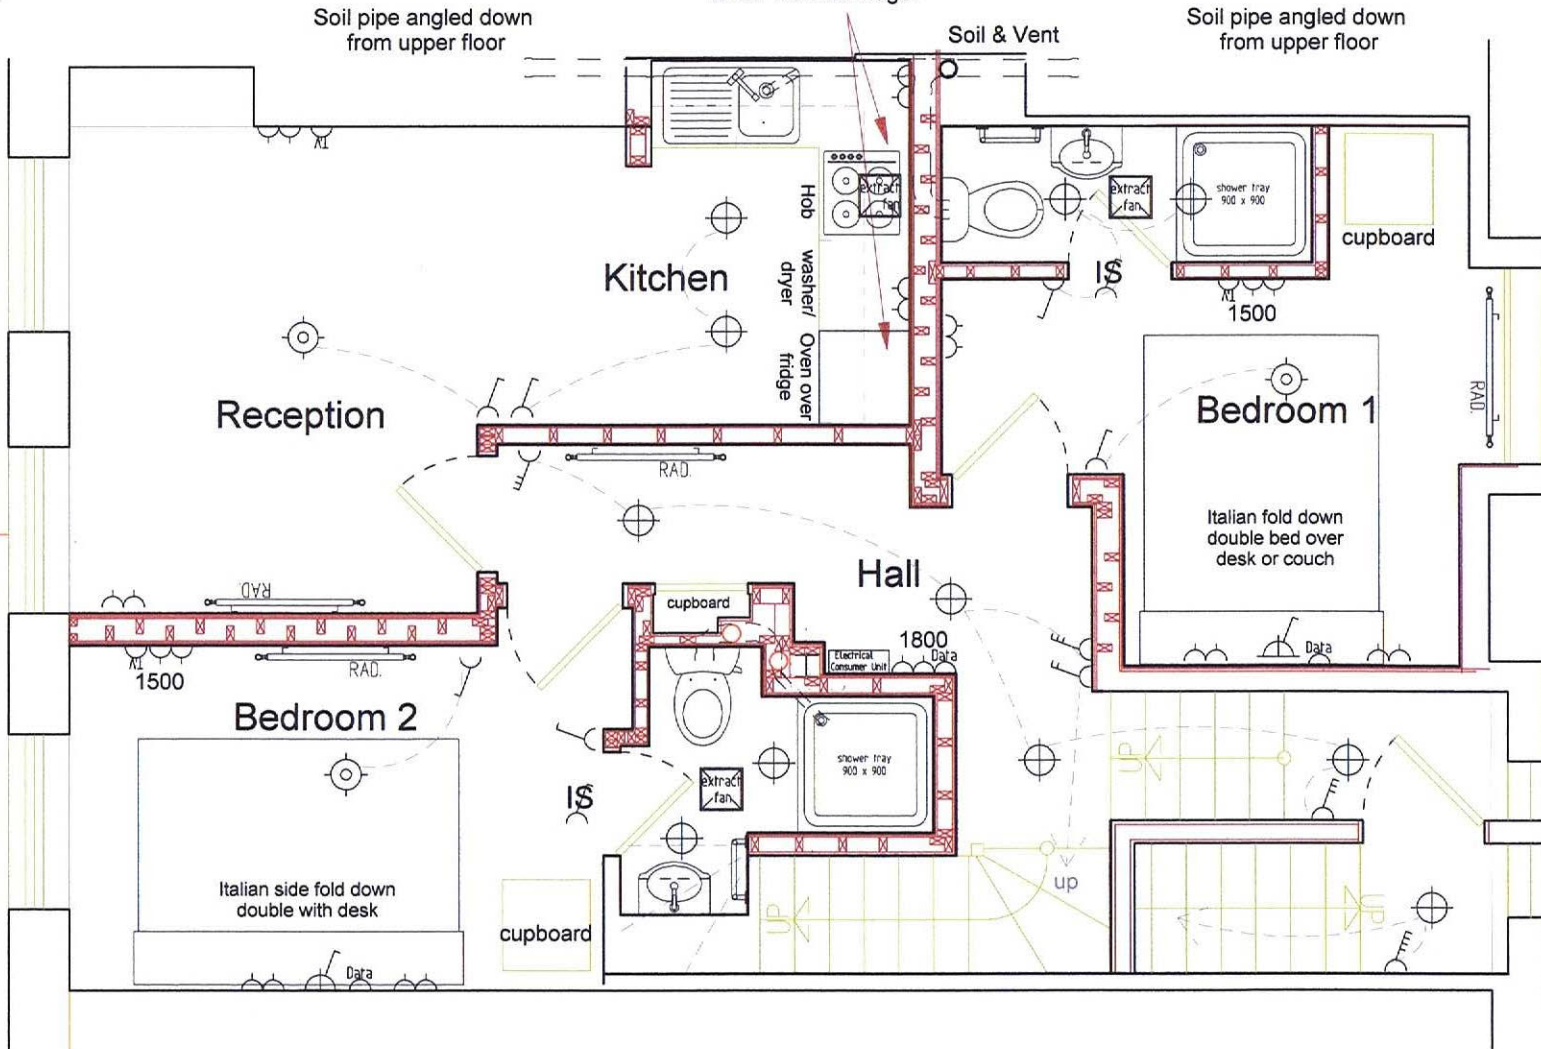 Soil pipe angled down
from upper floor
Soil & Vent
Soil pipe angled down
from upper floor
TV
Hob
extract
fan
washer/
dryer
Oven over
fridge
Kitchen
extract
fan
shower tray
900 x 900
cupboard
IS
TV
1500
Reception
RAD.
Bedroom 1
RAD.
Italian fold down
double bed over
desk or couch
Hall
RAD.
cupboard
Electrical
Consumer Unit
1800
Data
Data
TV
1500
RAD.
Bedroom 2
shower tray
900 x 900
extract
fan
IS
UP
up
UP
UP
Italian side fold down
double with desk
cupboard
Data